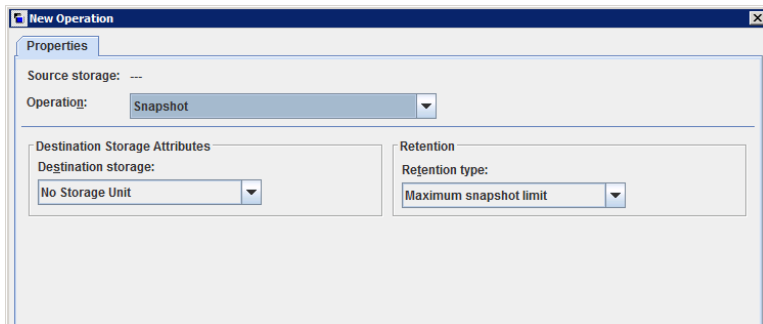 New Operation
Properties
Source storage: ---
Operation: Snapshot
Destination Storage Attributes
Destination storage:
No Storage Unit
Retention
Retention type:
Maximum snapshot limit